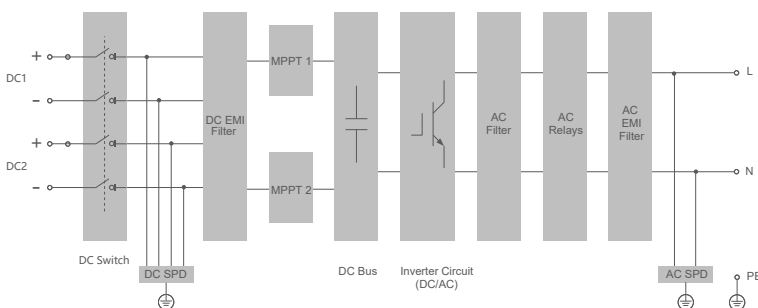 +
DC1
-
+
DC2
-
DC Switch
DC SPD
DC EMI
Filter
MPPT 1
MPPT 2
DC Bus
Inverter Circuit
(DC/AC)
AC
Filter
AC
Relays
AC
EMI
Filter
AC SPD
L
N
PE